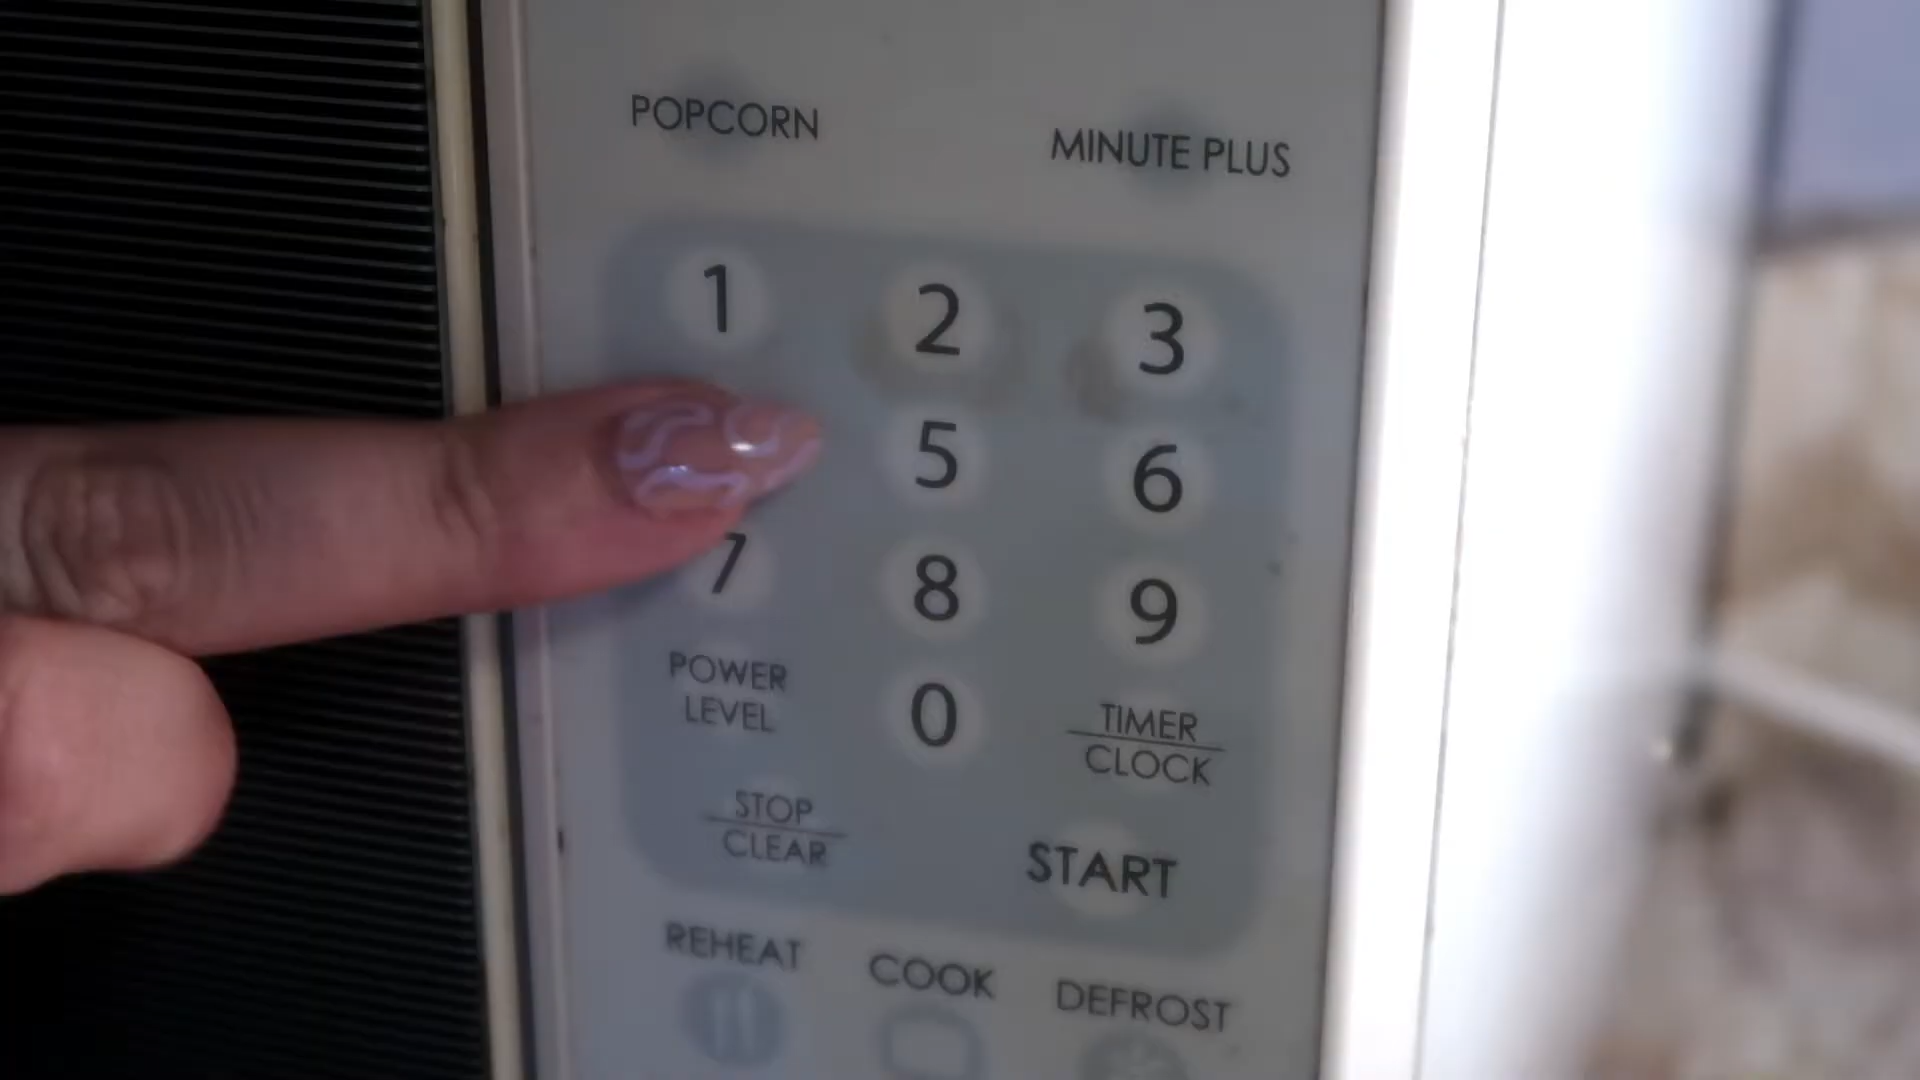 POPCORN
MINUTE PLUS
1 2 3
5 6
7 8 9
POWER
LEVEL
0
TIMER
CLOCK
STOP
CLEAR
START
REHEAT
COOK
DEFROST